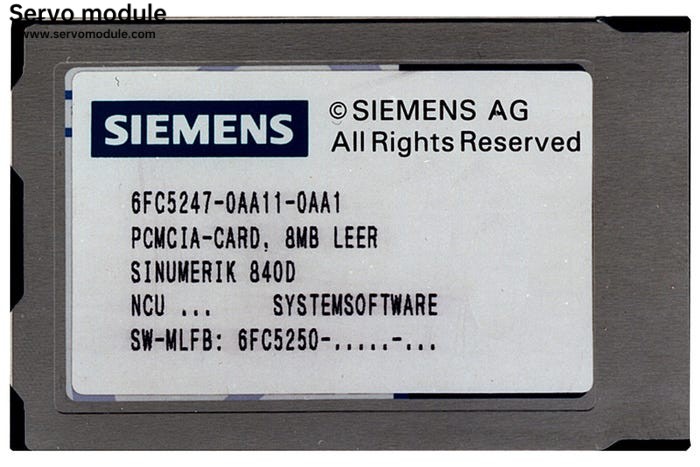 Servo module
www.servomodule.com
SIEMENS
© SIEMENS AG
All Rights Reserved
6FC5247-0AA11-0AA1
PCMCIA-CARD, 8MB LEER
SINUMERIK 840D
NCU ... SYSTEMSOFTWARE
SW-MLFB: 6FC5250-.....-...